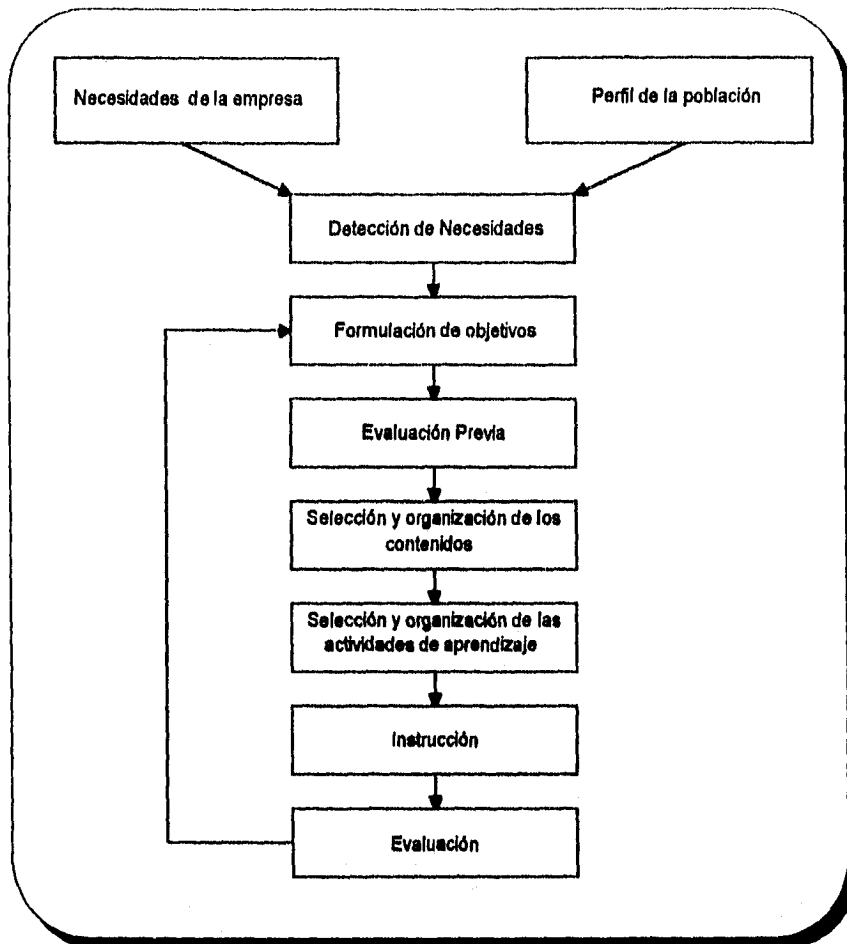 Necesidades de la empresa
Perfil de la población
Detección de Necesidades
Formulación de objetivos
Evaluación Previa
Selección y organización de los
contenidos
Selección y organización de las
actividades de aprendizaje
Instrucción
Evaluación